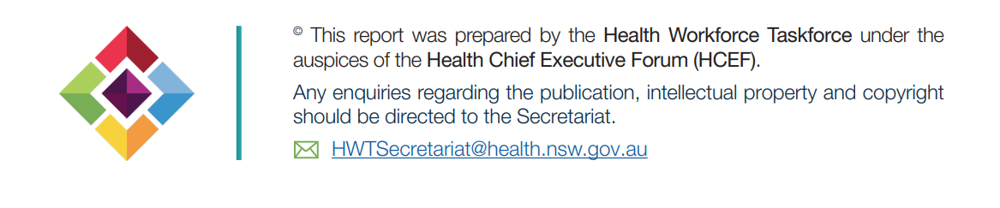 © This report was prepared by the Health Workforce Taskforce under the
auspices of the Health Chief Executive Forum (HCEF).
Any enquiries regarding the publication, intellectual property and copyright
should be directed to the Secretariat.
HWTSecretariat@health.nsw.gov.au